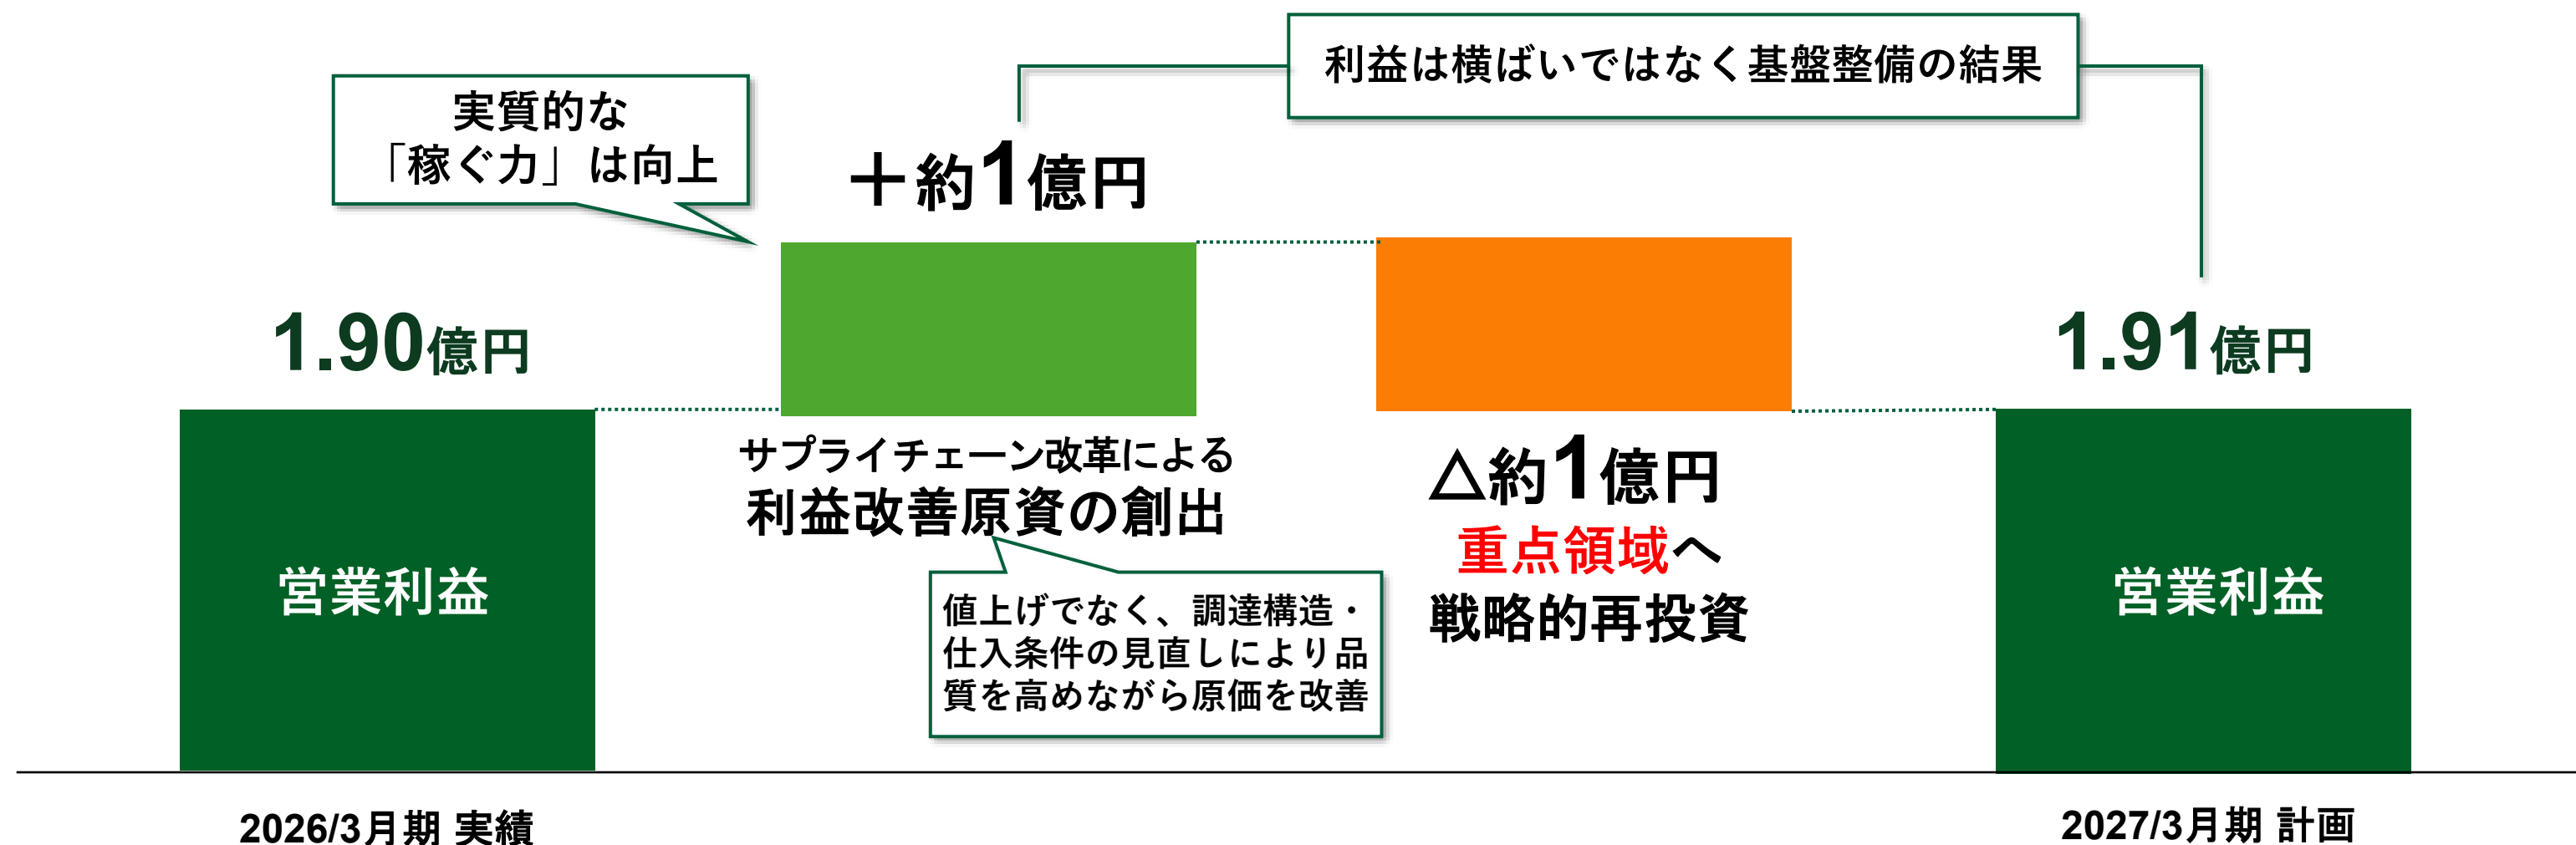 利益は横ばいではなく基盤整備の結果
実質的な
「稼ぐ力」は向上
＋約1億円
1.90億円
1.91億円
サプライチェーン改革による
利益改善原資の創出
△約1億円
重点領域へ
戦略的再投資
営業利益
営業利益
値上げでなく、調達構造・
仕入条件の見直しにより品
質を高めながら原価を改善
2026/3月期 実績
2027/3月期 計画